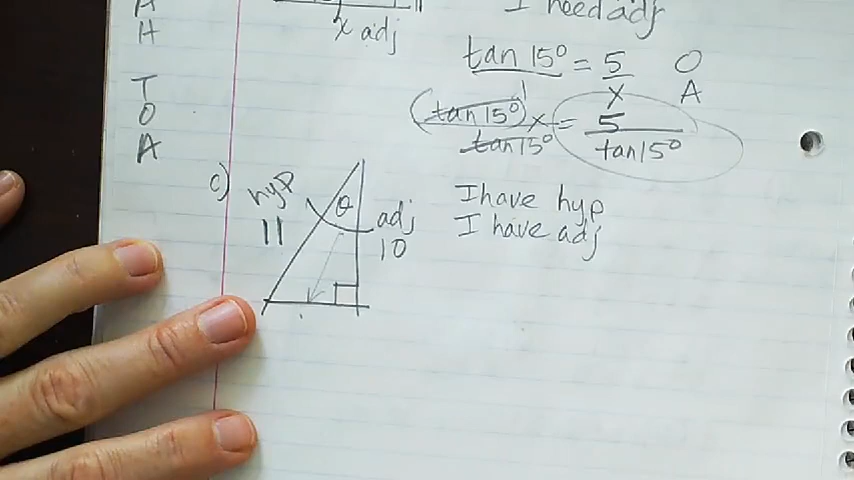 H
x adj
I need adj
T
O
A
tan 15° = 5/x O A
(tan 15°) x / tan 15° = 5 / tan 15°
c) hyp 11 θ adj 10
I have hyp
I have adj